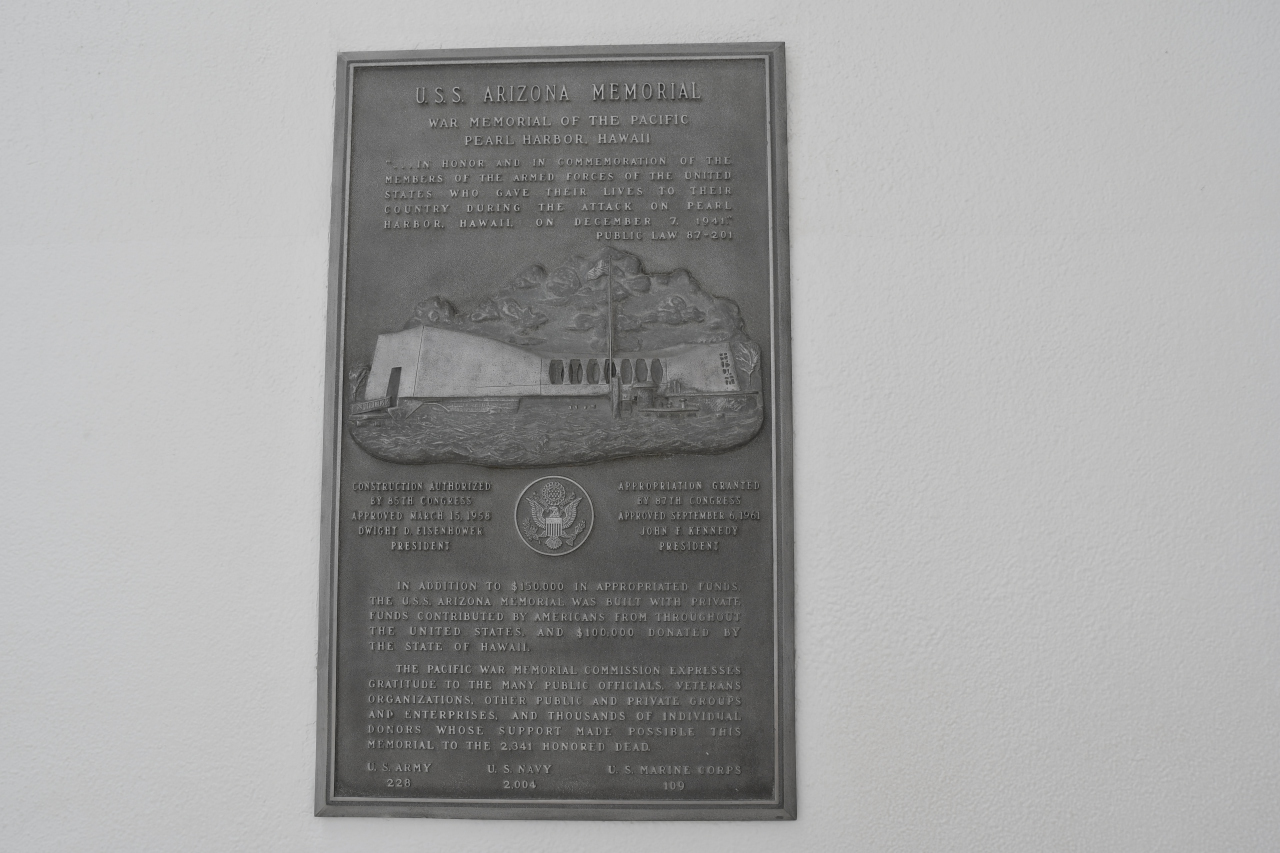 U.S.S. ARIZONA MEMORIAL
WAR MEMORIAL OF THE PACIFIC
PEARL HARBOR, HAWAII
"...IN HONOR AND IN COMMEMORATION OF THE
MEMBERS OF THE ARMED FORCES OF THE UNITED
STATES WHO GAVE THEIR LIVES TO THEIR
COUNTRY DURING THE ATTACK ON PEARL
HARBOR, HAWAII, ON DECEMBER 7, 1941."
PUBLIC LAW 87-201
CONSTRUCTION AUTHORIZED
BY 85TH CONGRESS
APPROVED MARCH 15, 1958
DWIGHT D. EISENHOWER
PRESIDENT
APPROPRIATION GRANTED
BY 87TH CONGRESS
APPROVED SEPTEMBER 6, 1961
JOHN F. KENNEDY
PRESIDENT
IN ADDITION TO $150,000 IN APPROPRIATED FUNDS,
THE U.S.S. ARIZONA MEMORIAL WAS BUILT WITH PRIVATE
FUNDS CONTRIBUTED BY AMERICANS FROM THROUGHOUT
THE UNITED STATES, AND $100,000 DONATED BY
THE STATE OF HAWAII.
THE PACIFIC WAR MEMORIAL COMMISSION EXPRESSES
GRATITUDE TO THE MANY PUBLIC OFFICIALS, VETERANS
ORGANIZATIONS, OTHER PUBLIC AND PRIVATE GROUPS
AND ENTERPRISES, AND THOUSANDS OF INDIVIDUAL
DONORS WHOSE SUPPORT MADE POSSIBLE THIS
MEMORIAL TO THE 2,341 HONORED DEAD.
U. S. ARMY U. S. NAVY U. S. MARINE CORPS
228 2,004 109